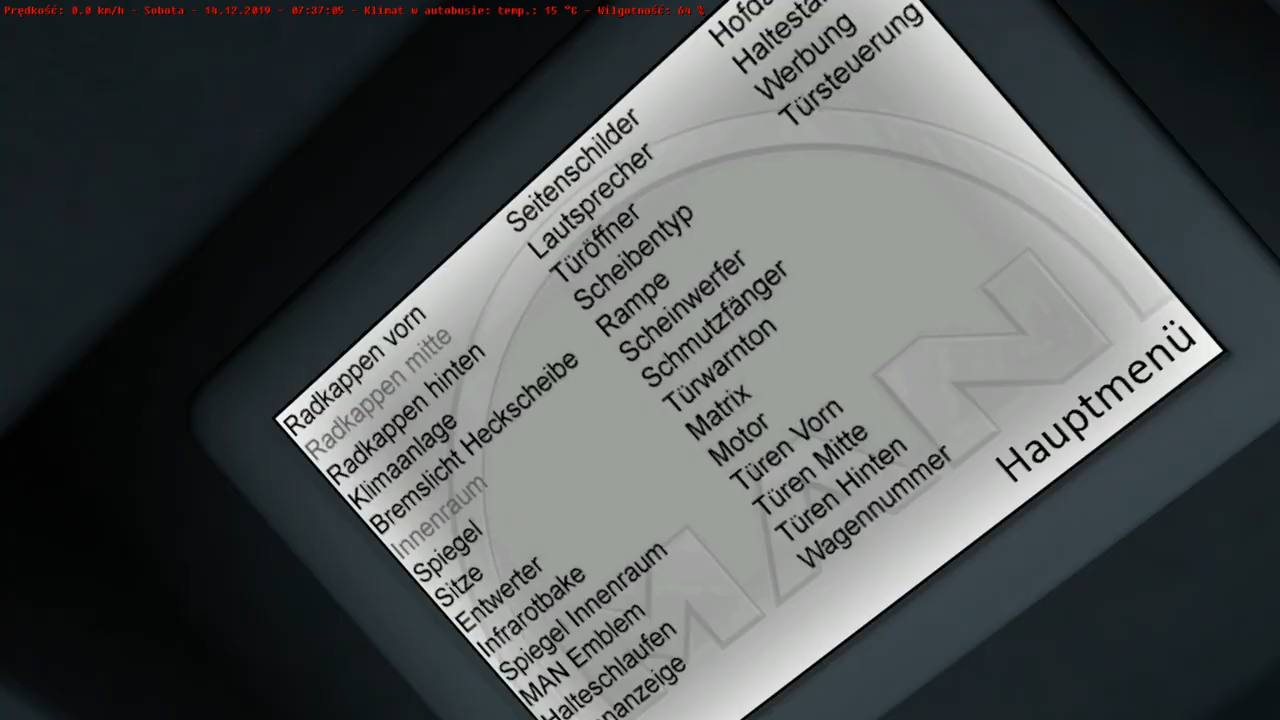 Prędkość: 0.0 km/h - Sobota - 14.12.2019 - 07:37:05 - Klimat w autobusie: temp.: 15 °C - Wilgotność: 64 %
Radkappen vorn
Radkappen mitte
Radkappen hinten
Klimaanlage
Bremslicht Heckscheibe
Innenraum
Spiegel
Sitze
Entwerter
Infrarotbake
Spiegel Innenraum
MAN Emblem
Halteschlaufen
Seitenschilder
Lautsprecher
Türöffner
Scheibentyp
Rampe
Scheinwerfer
Schmutzfänger
Türwarnton
Matrix
Motor
Türen Vorn
Türen Mitte
Türen Hinten
Wagennummer
Werbung
Türsteuerung
Hauptmenü
MAN